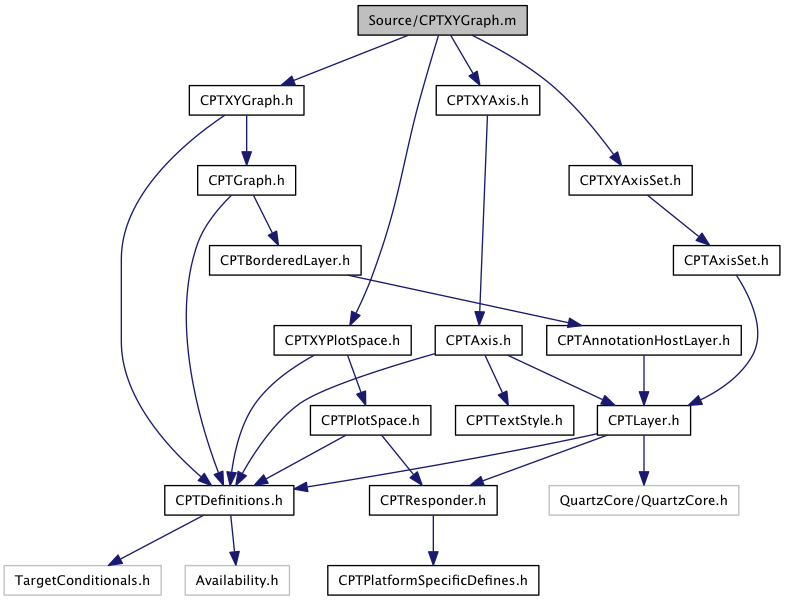 Source/CPTXYGraph.m
CPTXYGraph.h
CPTXYAxis.h
CPTGraph.h
CPTXYAxisSet.h
CPTBorderedLayer.h
CPTAxisSet.h
CPTXYPlotSpace.h
CPTAxis.h
CPTAnnotationHostLayer.h
CPTPlotSpace.h
CPTTextStyle.h
CPTLayer.h
CPTDefinitions.h
CPTResponder.h
QuartzCore/QuartzCore.h
TargetConditionals.h
Availability.h
CPTPlatformSpecificDefines.h